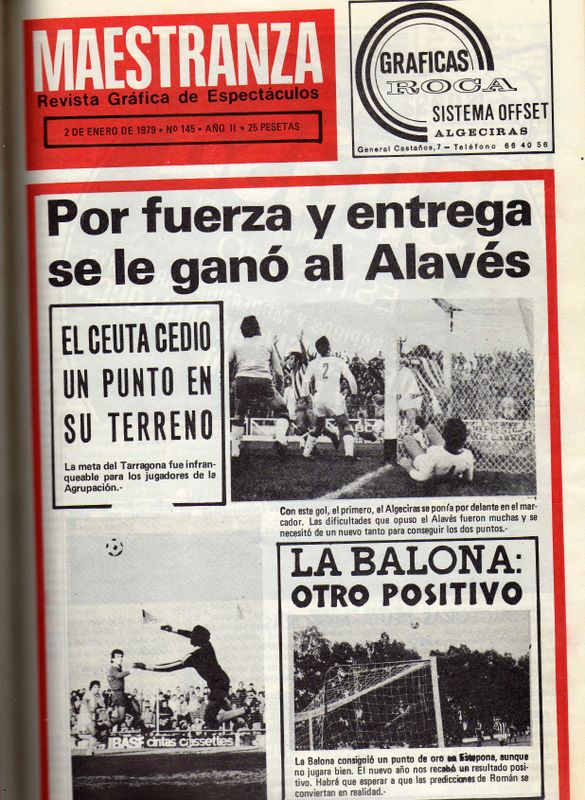 MAESTRANZA
Revista Gráfica de Espectáculos
2 DE ENERO DE 1979 • Nº 145 • AÑO II • 25 PESETAS
GRAFICAS
ROCA
SISTEMA OFFSET
ALGECIRAS
General Castaños,7 – Teléfono 66 40 56
Por fuerza y entrega
se le ganó al Alavés
EL CEUTA CEDIO
UN PUNTO EN
SU TERRENO
La meta del Tarragona fue infran-
queable para los jugadores de la
Agrupación.-
2
Con este gol, el primero, el Algeciras se ponía por delante en el mar-
cador. Las dificultades que opuso el Alavés fueron muchas y se
necesitó de un nuevo tanto para conseguir los dos puntos.-
BASF cintas cassettes
LA BALONA:
OTRO POSITIVO
La Balona consiguió un punto de oro en Estepona, aunque
no jugara bien. El nuevo año nos recabó un resultado posi-
tivo. Habrá que esperar a que las predicciones de Román se
conviertan en realidad.-